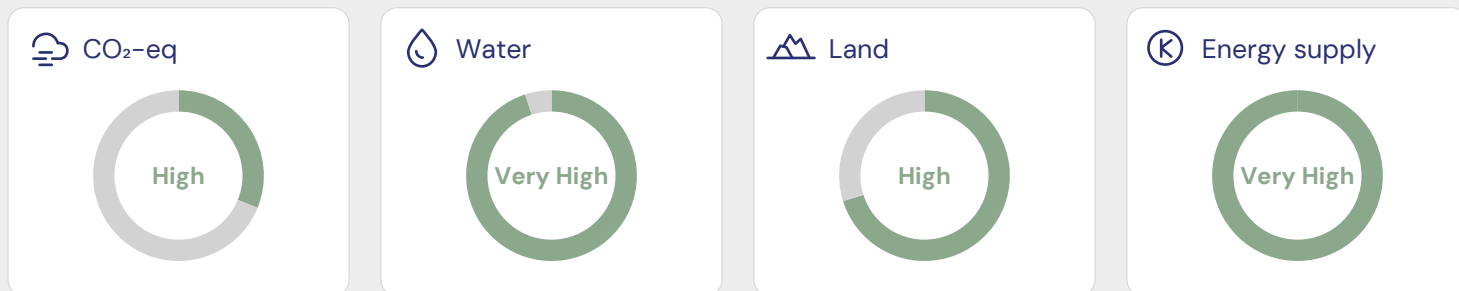 CO₂-eq
High
Water
Very High
Land
High
Energy supply
Very High